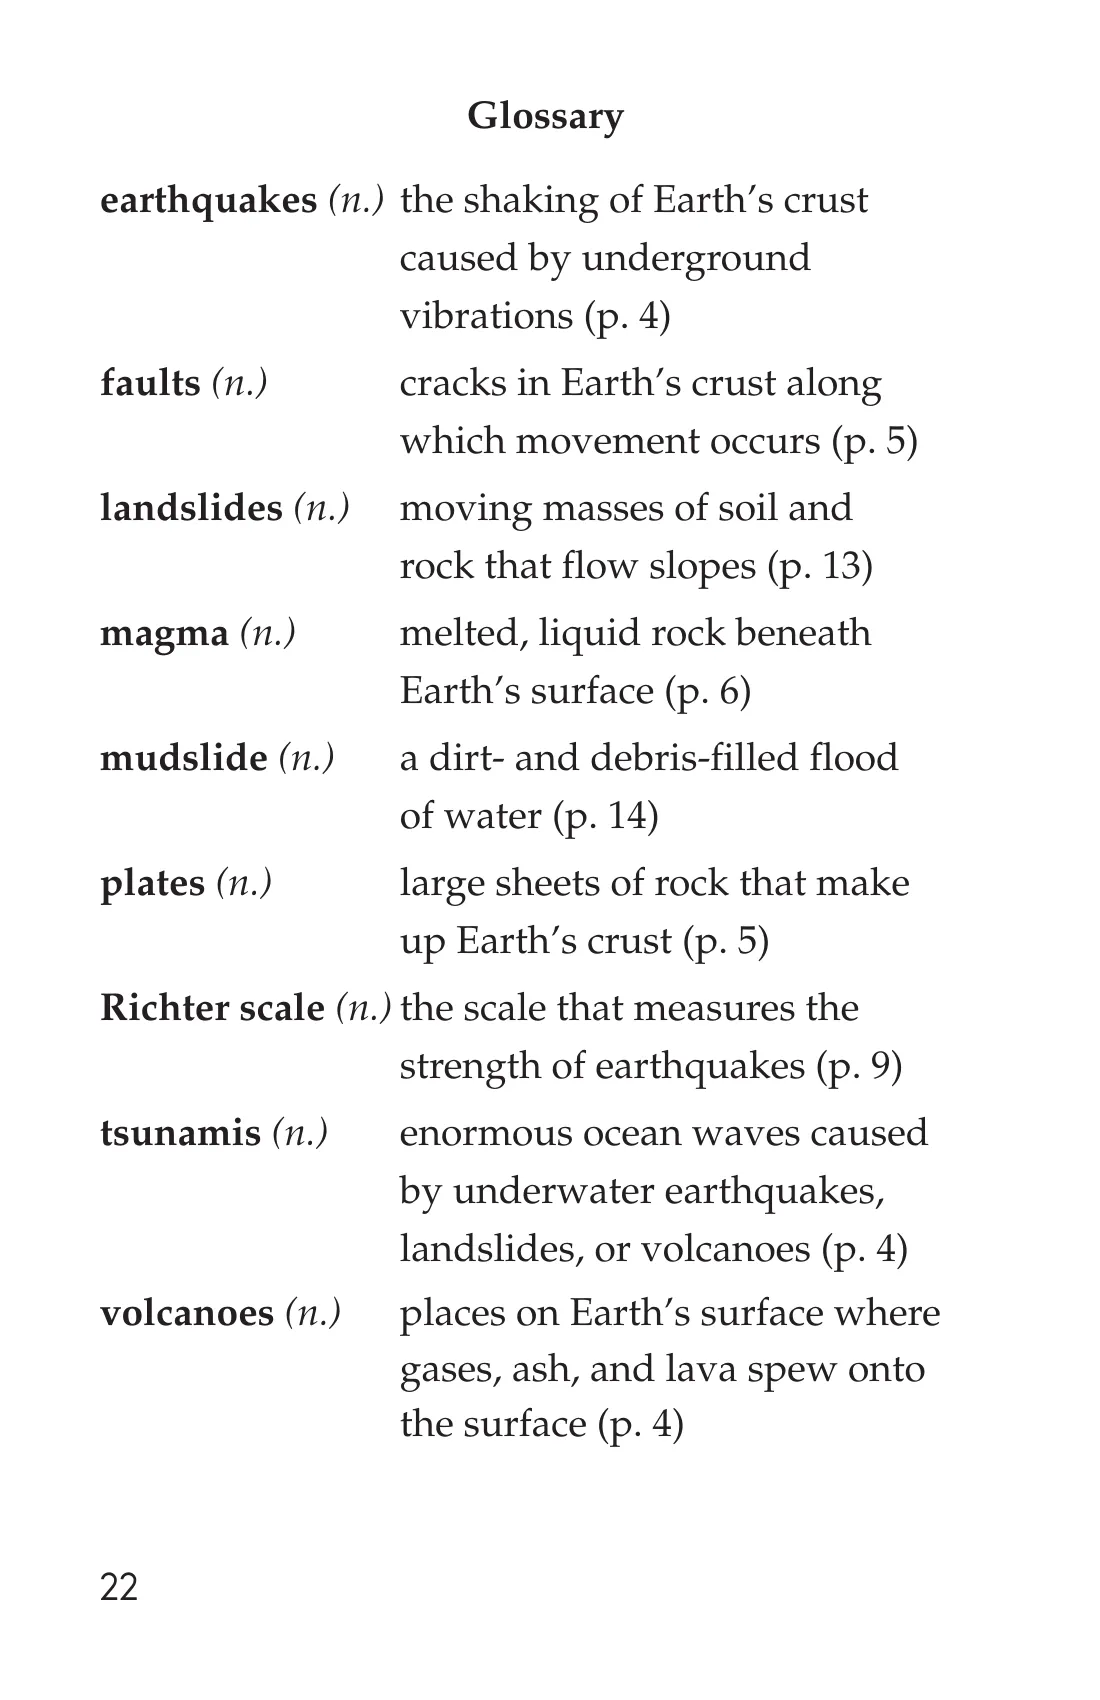 Glossary
earthquakes (n.) the shaking of Earth’s crust
caused by underground
vibrations (p. 4)
faults (n.) cracks in Earth’s crust along
which movement occurs (p. 5)
landslides (n.) moving masses of soil and
rock that flow slopes (p. 13)
magma (n.) melted, liquid rock beneath
Earth’s surface (p. 6)
mudslide (n.) a dirt- and debris-filled flood
of water (p. 14)
plates (n.) large sheets of rock that make
up Earth’s crust (p. 5)
Richter scale (n.) the scale that measures the
strength of earthquakes (p. 9)
tsunamis (n.) enormous ocean waves caused
by underwater earthquakes,
landslides, or volcanoes (p. 4)
volcanoes (n.) places on Earth’s surface where
gases, ash, and lava spew onto
the surface (p. 4)
22